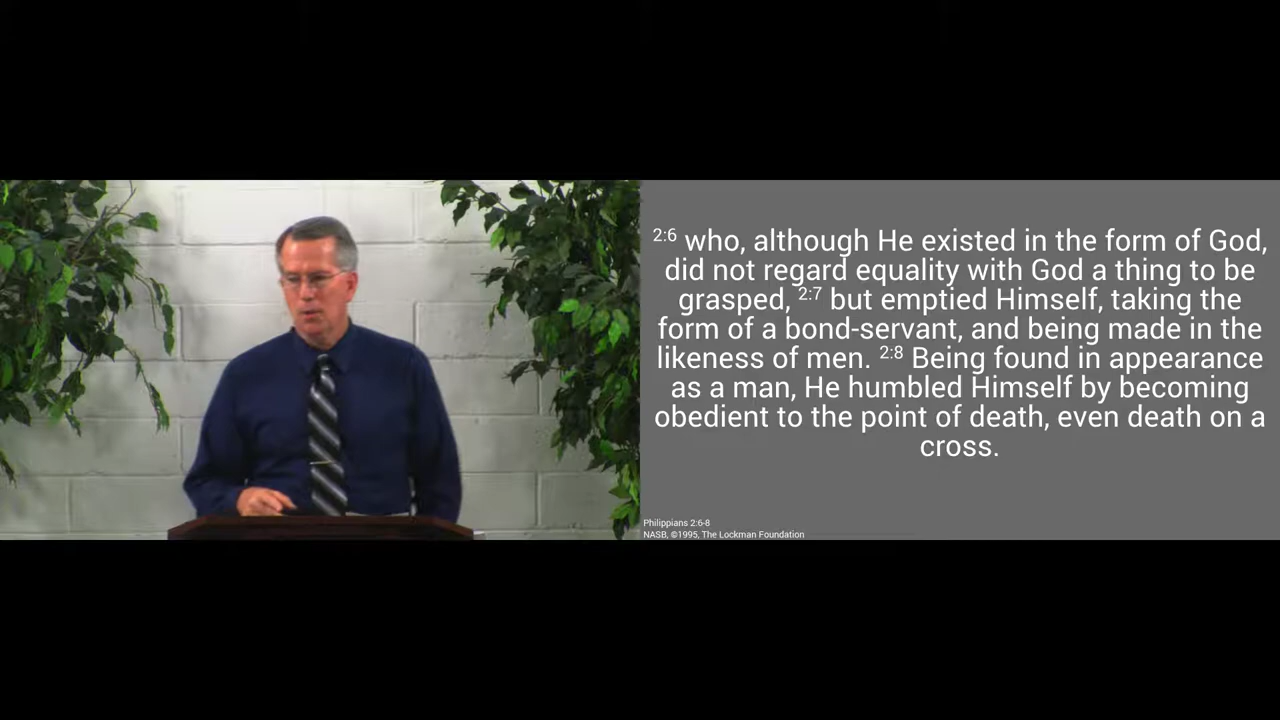 2:6 who, although He existed in the form of God,
did not regard equality with God a thing to be
grasped, 2:7 but emptied Himself, taking the
form of a bond-servant, and being made in the
likeness of men. 2:8 Being found in appearance
as a man, He humbled Himself by becoming
obedient to the point of death, even death on a
cross.
Philippians 2:6-8
NASB, ©1995, The Lockman Foundation